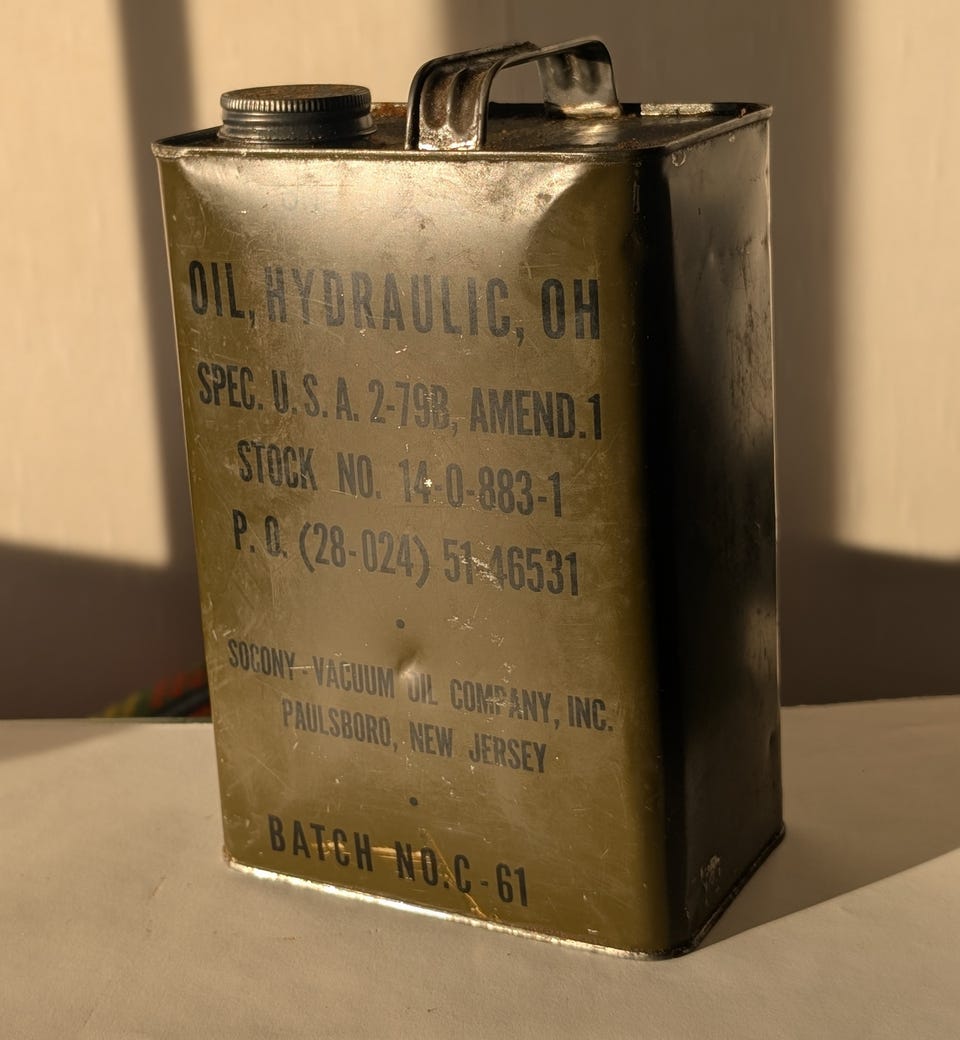 OIL, HYDRAULIC, OH
SPEC. U. S. A. 2-79B, AMEND.1
STOCK NO. 14-0-883-1
P. O. (28-024) 51-46531
SOCONY-VACUUM OIL COMPANY, INC.
PAULSBORO, NEW JERSEY
BATCH NO. C-61